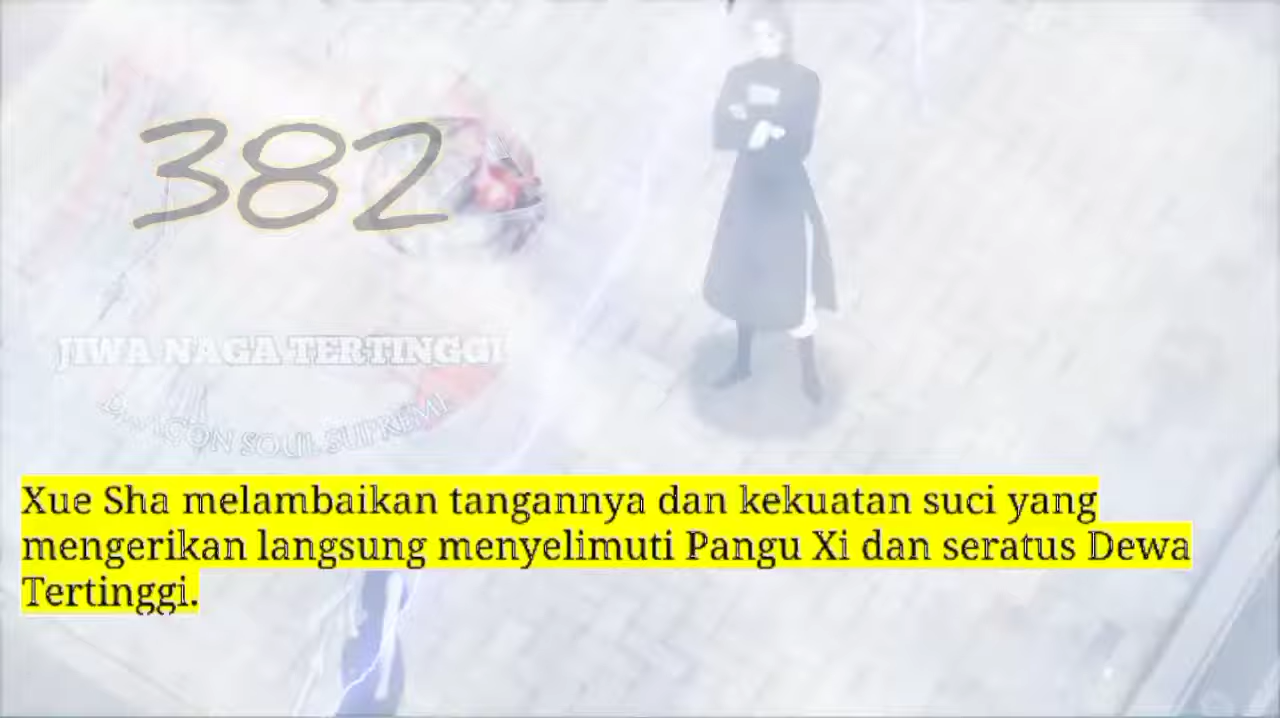 382
JIWA NAGA TERTINGGI
DRAGON SOUL SUPREME
Xue Sha melambaikan tangannya dan kekuatan suci yang
mengerikan langsung menyelimuti Pangu Xi dan seratus Dewa
Tertinggi.